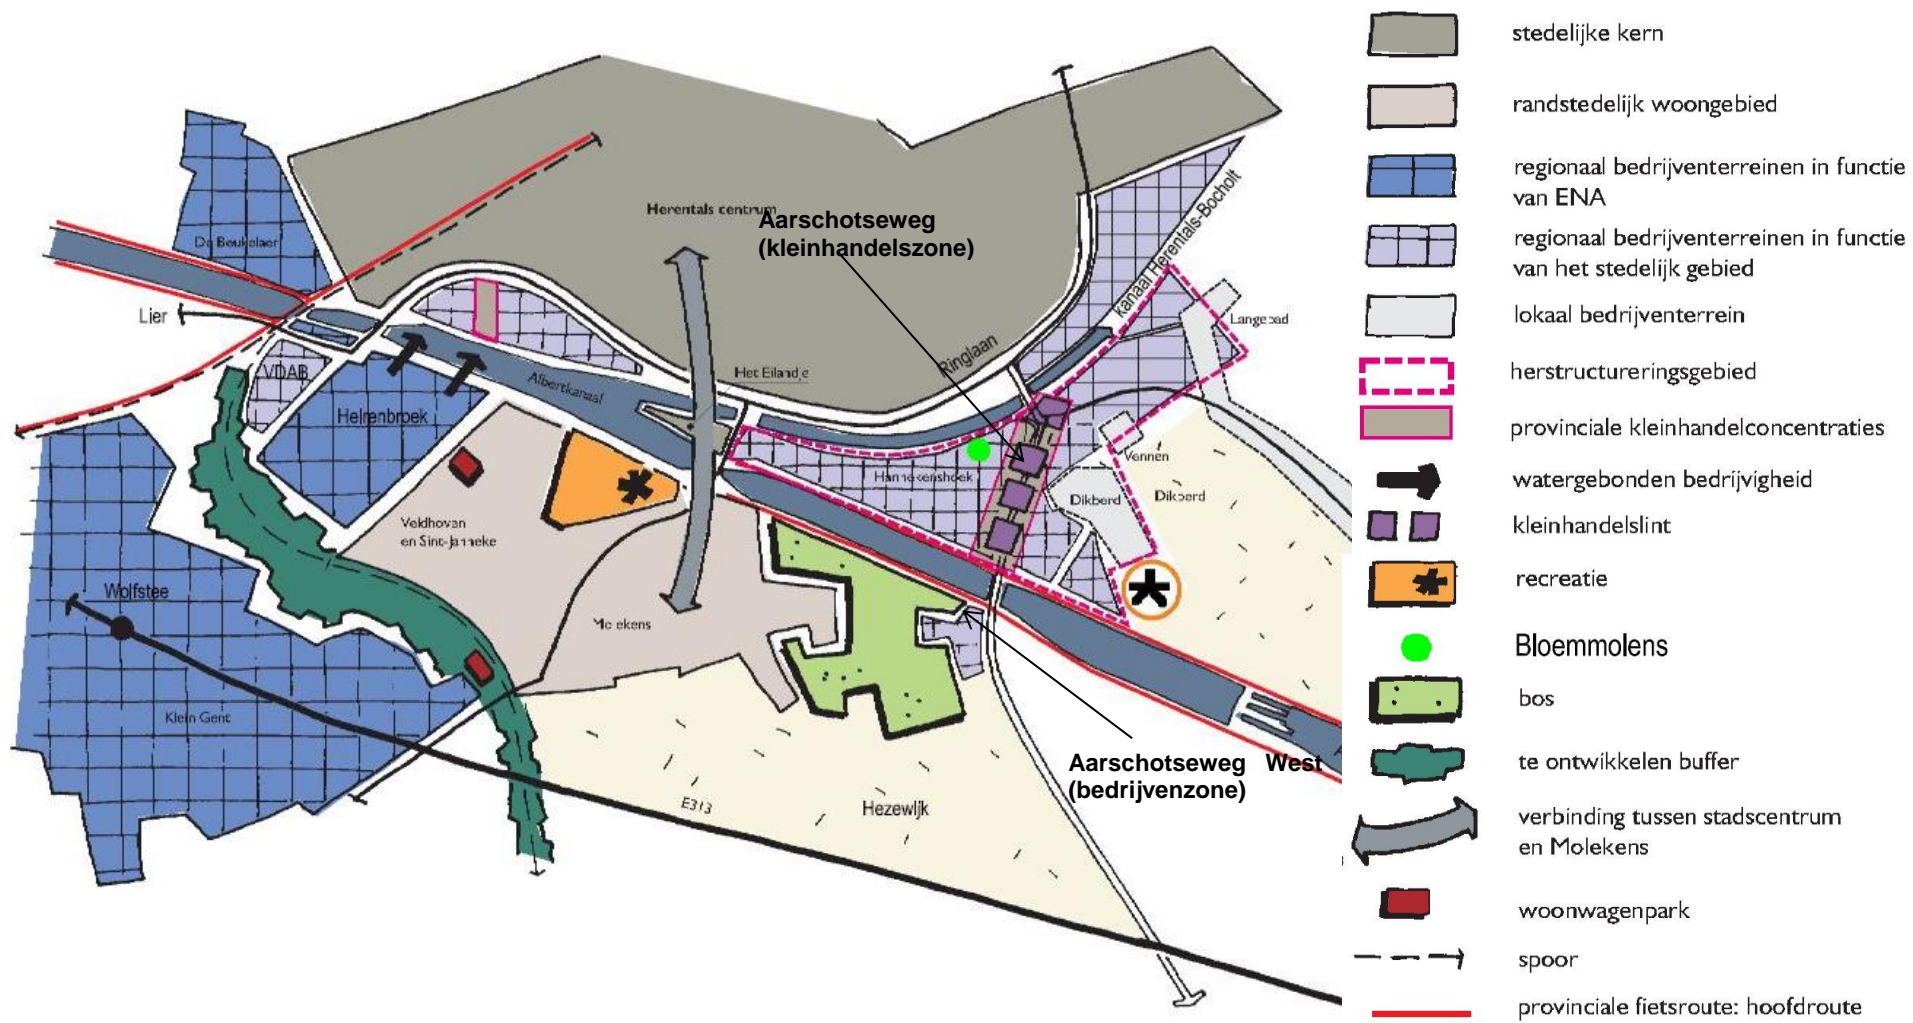 De Beukelaer
Lier
VDAB
Herentals centrum
Aarschotseweg
(kleinhandelszone)
Ringlaan
kanaal Herentals-Bocholt
Langepad
Het Eilandje
Albertkanaal
Heirenbroek
Hannekenshoek
Vennen
Dikberd
Dikberd
Veldhoven
en Sint-Janneke
Wolfstee
Molekens
Klein Gent
E313
Hezewijk
Aarschotseweg West
(bedrijvenzone)
stedelijke kern
randstedelijk woongebied
regionaal bedrijventerreinen in functie
van ENA
regionaal bedrijventerreinen in functie
van het stedelijk gebied
lokaal bedrijventerrein
herstructureringsgebied
provinciale kleinhandelconcentraties
watergebonden bedrijvigheid
kleinhandelslint
recreatie
Bloemmolens
bos
te ontwikkelen buffer
verbinding tussen stadscentrum
en Molekens
woonwagenpark
spoor
provinciale fietsroute: hoofdroute